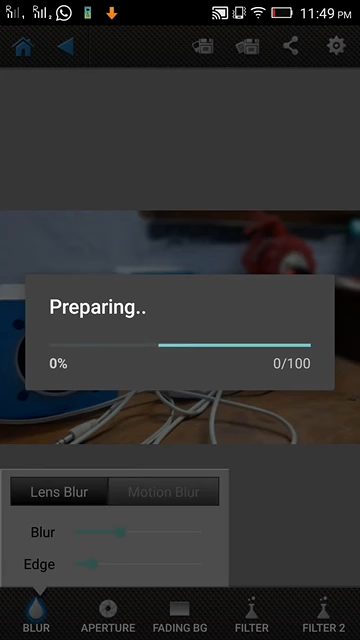 11:49 PM
Preparing..
0% 0/100
Lens Blur Motion Blur
Blur
Edge
BLUR APERTURE FADING BG FILTER FILTER 2